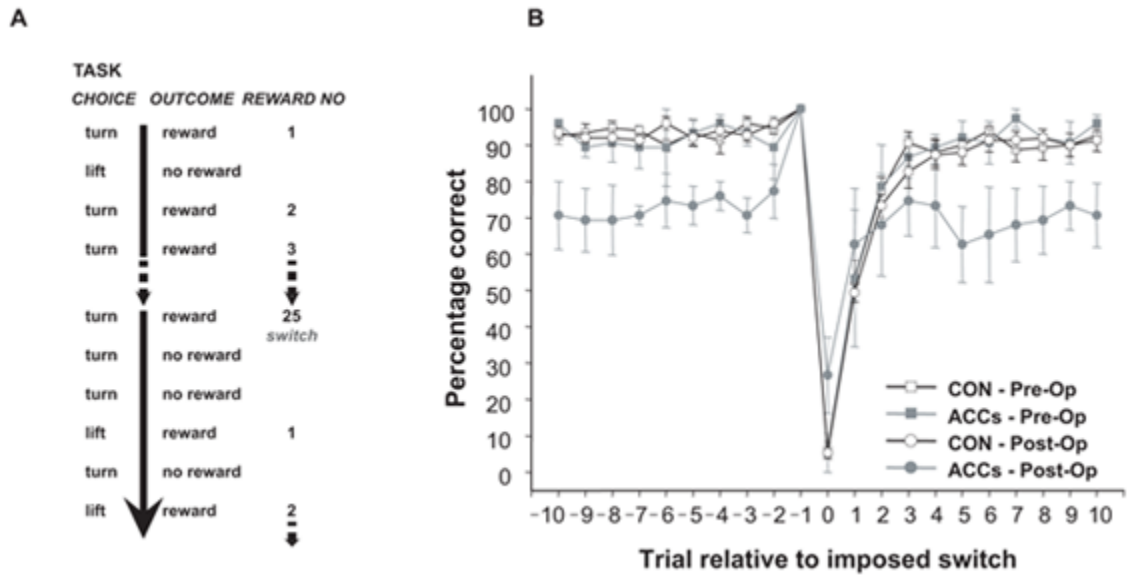 A
TASK
CHOICE OUTCOME REWARD NO
turn reward 1
lift no reward
turn reward 2
turn reward 3
turn reward 25
switch
turn no reward
turn no reward
lift reward 1
turn no reward
lift reward 2
B
Percentage correct
100
90
80
70
60
50
40
30
20
10
0
CON - Pre-Op
ACCs - Pre-Op
CON - Post-Op
ACCs - Post-Op
-10 -9 -8 -7 -6 -5 -4 -3 -2 -1 0 1 2 3 4 5 6 7 8 9 10
Trial relative to imposed switch